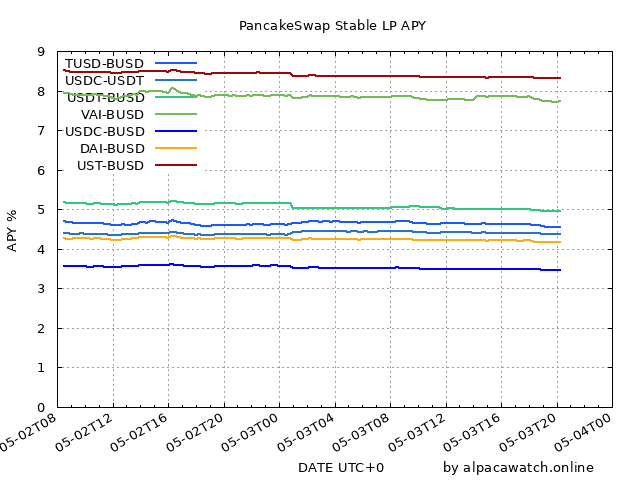 PancakeSwap Stable LP APY
9
8
7
6
5
4
3
2
1
0
APY %
TUSD-BUSD
USDC-USDT
USDT-BUSD
VAI-BUSD
USDC-BUSD
DAI-BUSD
UST-BUSD
05-02T08
05-02T12
05-02T16
05-02T20
05-03T00
05-03T04
05-03T08
05-03T12
05-03T16
05-03T20
05-04T00
DATE UTC+0
by alpacawatch.online